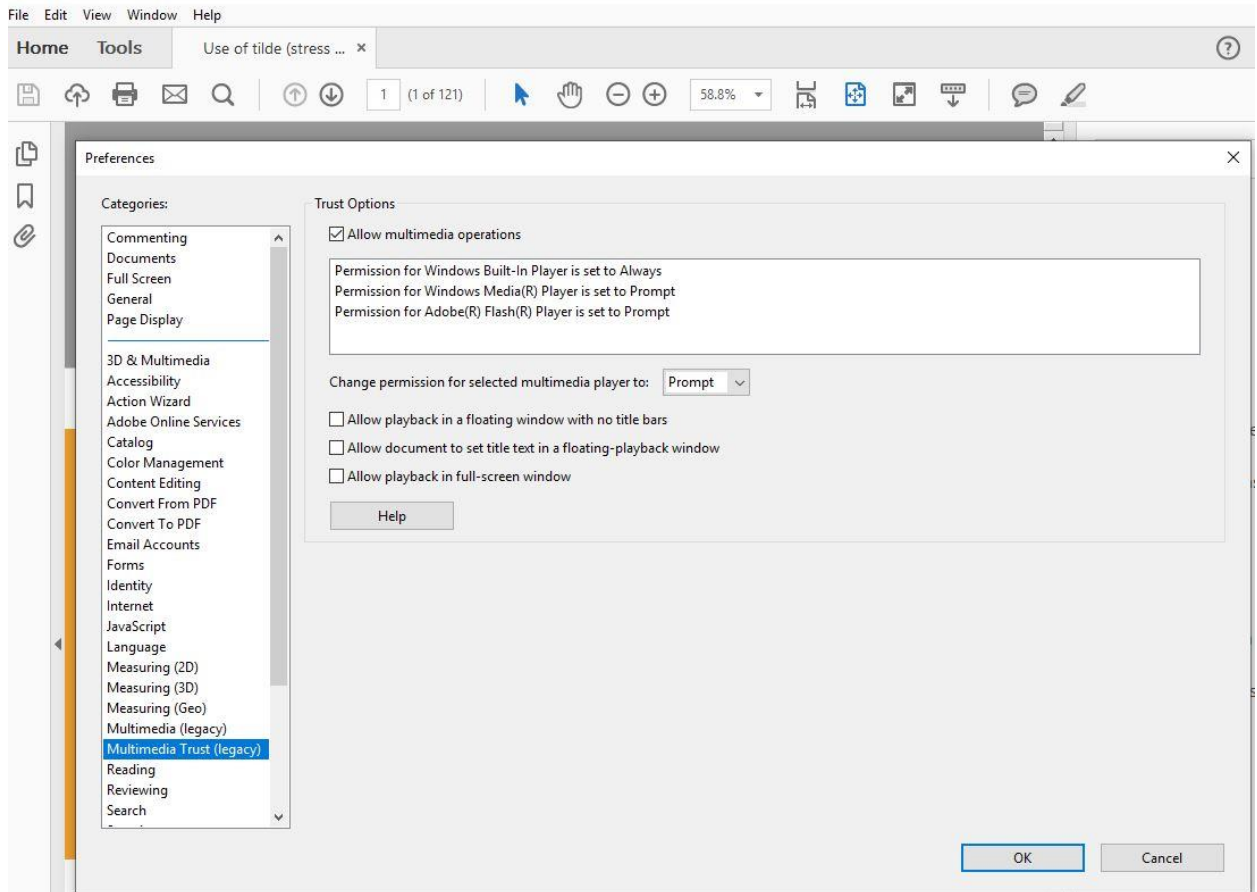 File Edit View Window Help
Home Tools Use of tilde (stress ... ×
1 (1 of 121) 58.8%
Preferences
Categories:
Commenting
Documents
Full Screen
General
Page Display
3D & Multimedia
Accessibility
Action Wizard
Adobe Online Services
Catalog
Color Management
Content Editing
Convert From PDF
Convert To PDF
Email Accounts
Forms
Identity
Internet
JavaScript
Language
Measuring (2D)
Measuring (3D)
Measuring (Geo)
Multimedia (legacy)
Multimedia Trust (legacy)
Reading
Reviewing
Search
Trust Options
Allow multimedia operations
Permission for Windows Built-In Player is set to Always
Permission for Windows Media(R) Player is set to Prompt
Permission for Adobe(R) Flash(R) Player is set to Prompt
Change permission for selected multimedia player to: Prompt
Allow playback in a floating window with no title bars
Allow document to set title text in a floating-playback window
Allow playback in full-screen window
Help
OK Cancel